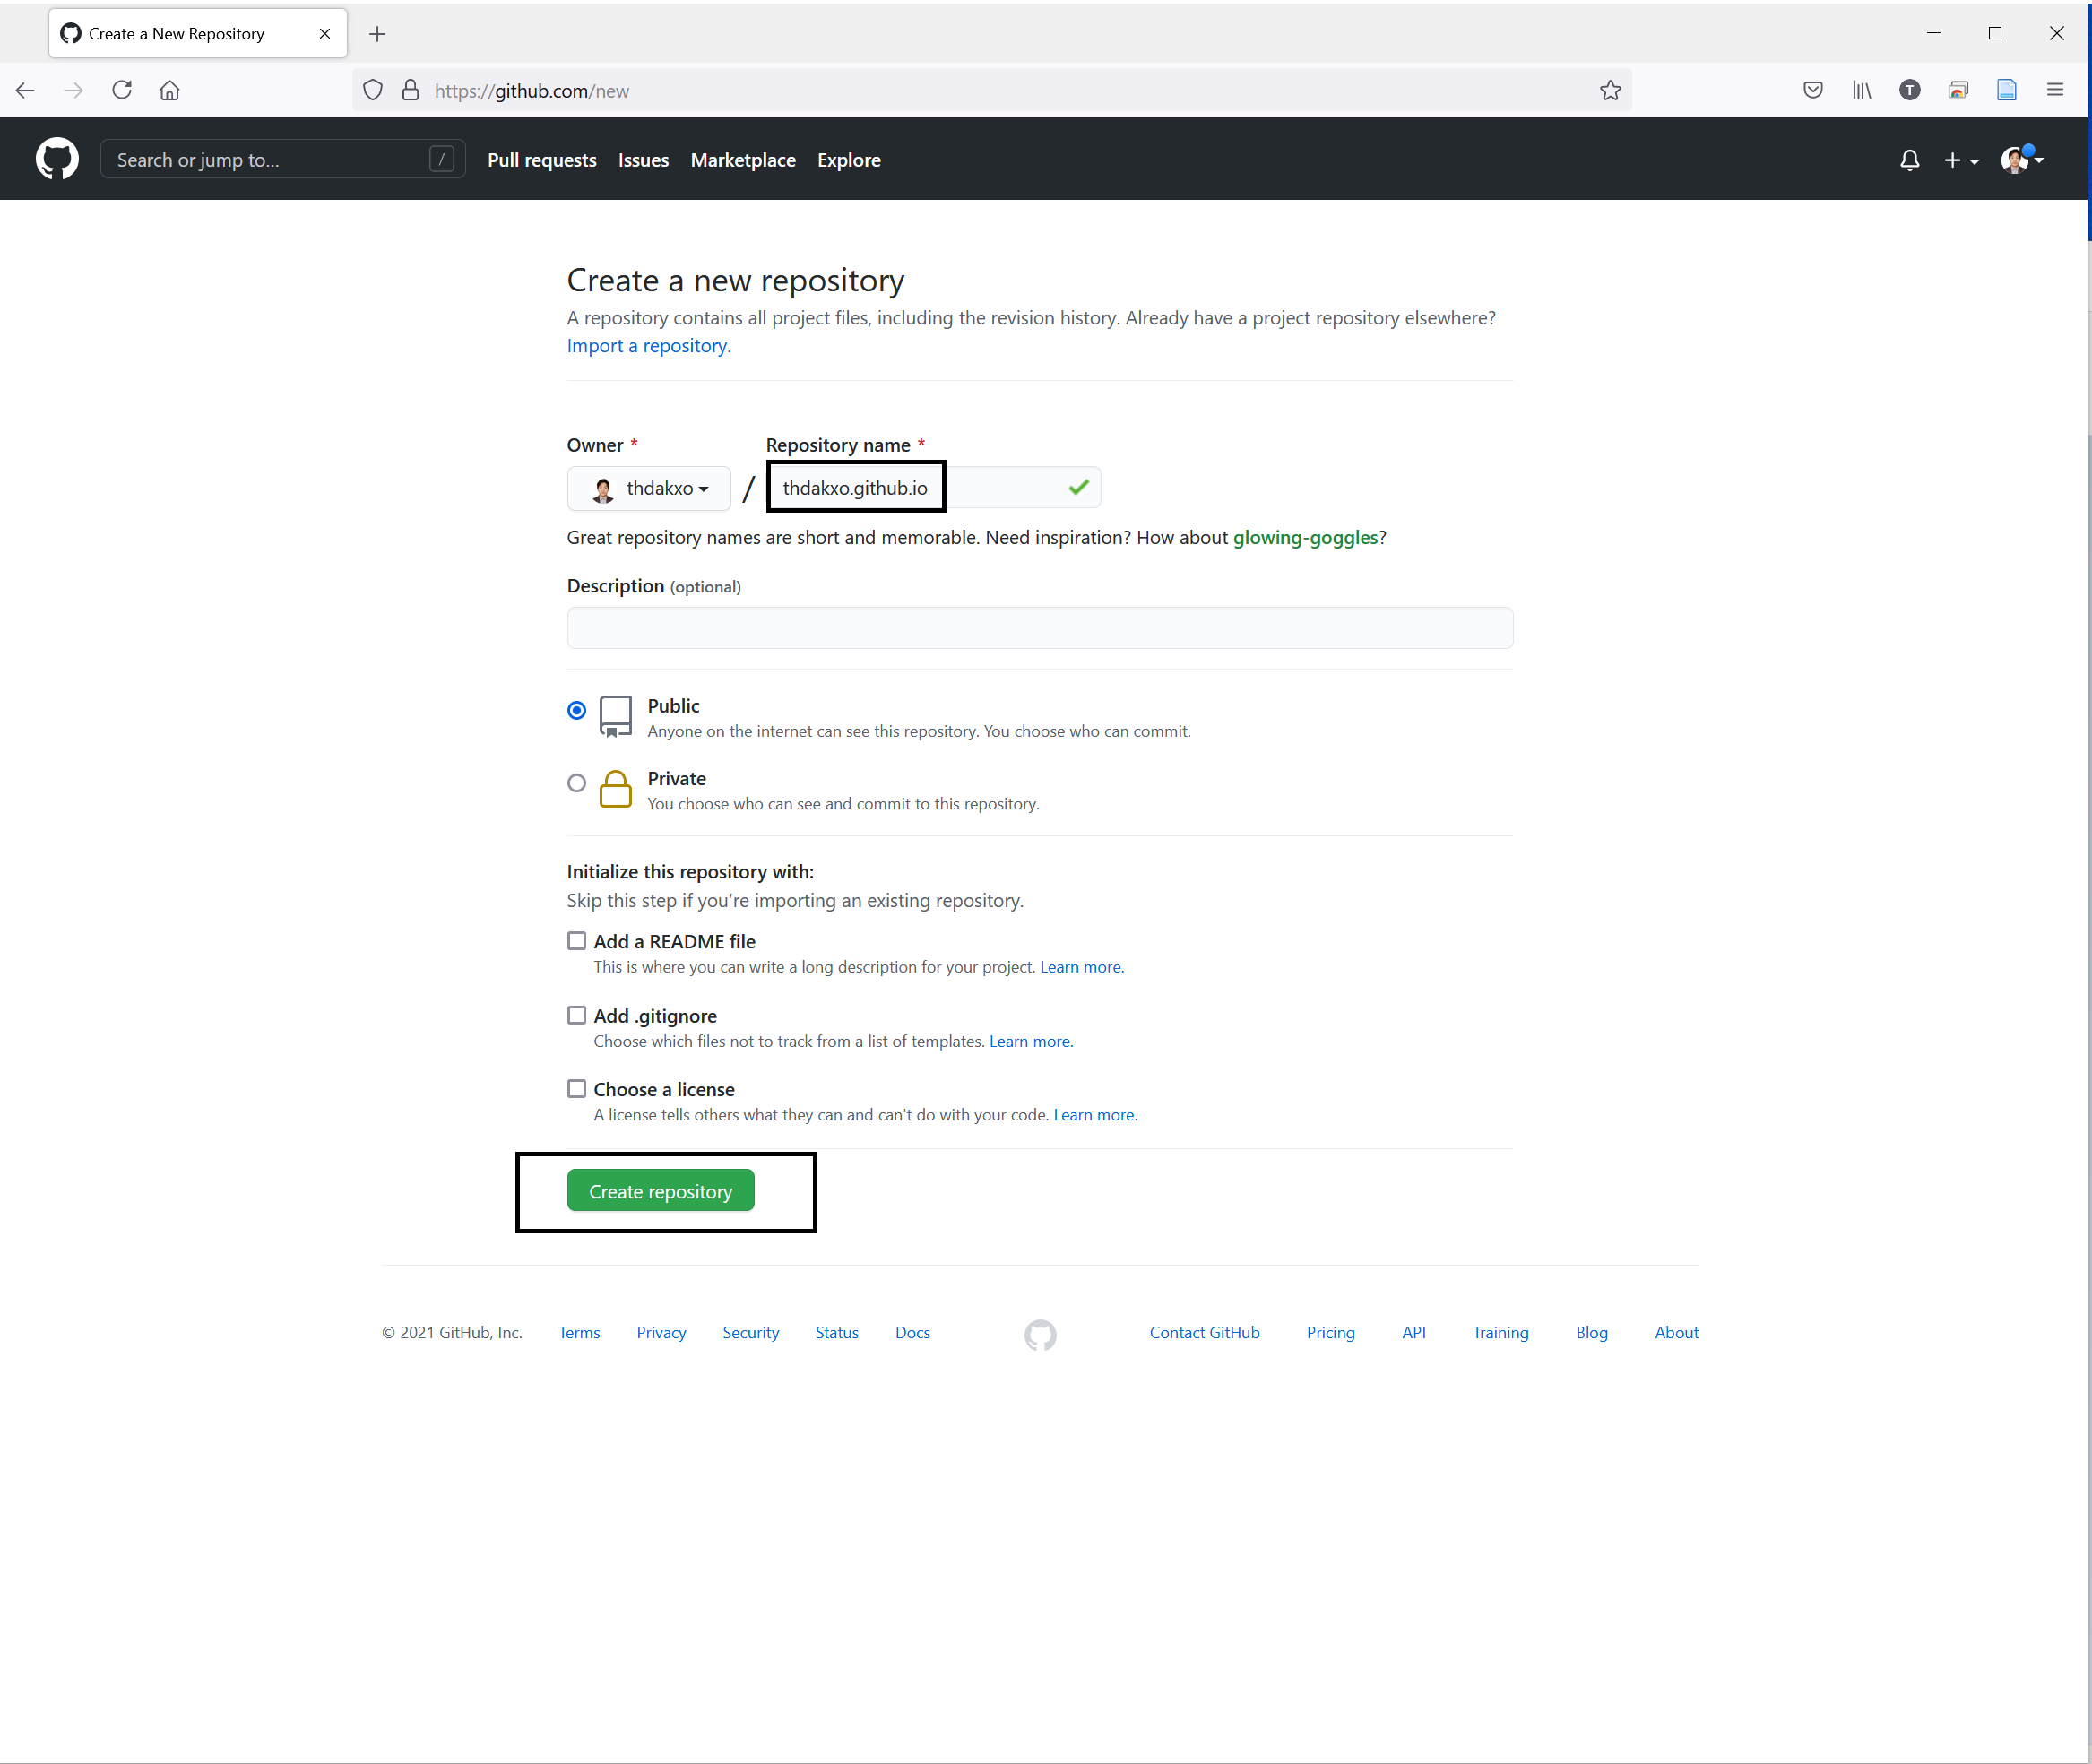 Create a New Repository
https://github.com/new
T
Search or jump to...
/
Pull requests Issues Marketplace Explore
Create a new repository
A repository contains all project files, including the revision history. Already have a project repository elsewhere?
Import a repository.
Owner * Repository name *
thdakxo / thdakxo.github.io
Great repository names are short and memorable. Need inspiration? How about glowing-goggles?
Description (optional)
Public
Anyone on the internet can see this repository. You choose who can commit.
Private
You choose who can see and commit to this repository.
Initialize this repository with:
Skip this step if you’re importing an existing repository.
Add a README file
This is where you can write a long description for your project. Learn more.
Add .gitignore
Choose which files not to track from a list of templates. Learn more.
Choose a license
A license tells others what they can and can't do with your code. Learn more.
Create repository
© 2021 GitHub, Inc. Terms Privacy Security Status Docs Contact GitHub Pricing API Training Blog About